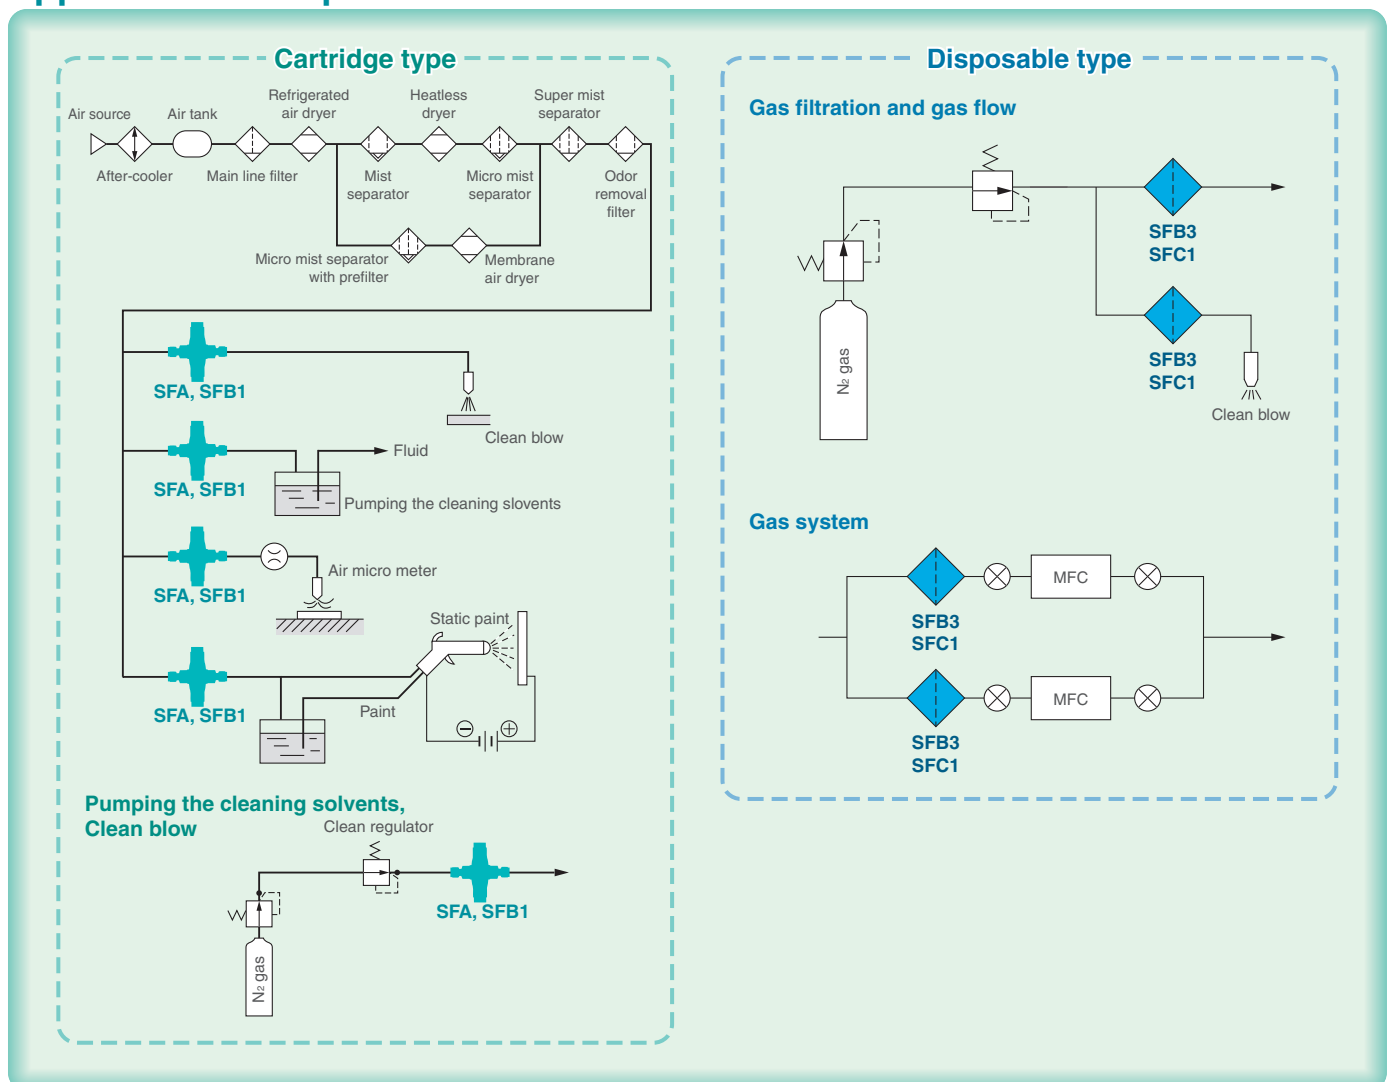 Cartridge type
Refrigerated
air dryer
Heatless
dryer
Super mist
separator
Air source
Air tank
After-cooler
Main line filter
Mist
separator
Micro mist
separator
Odor
removal
filter
Micro mist separator
with prefilter
Membrane
air dryer
SFA, SFB1
Clean blow
Fluid
SFA, SFB1
Pumping the cleaning slovents
Air micro meter
SFA, SFB1
Static paint
SFA, SFB1
Paint
Pumping the cleaning solvents,
Clean blow
Clean regulator
SFA, SFB1
N2 gas
Disposable type
Gas filtration and gas flow
SFB3
SFC1
N2 gas
SFB3
SFC1
Clean blow
Gas system
MFC
SFB3
SFC1
MFC
SFB3
SFC1